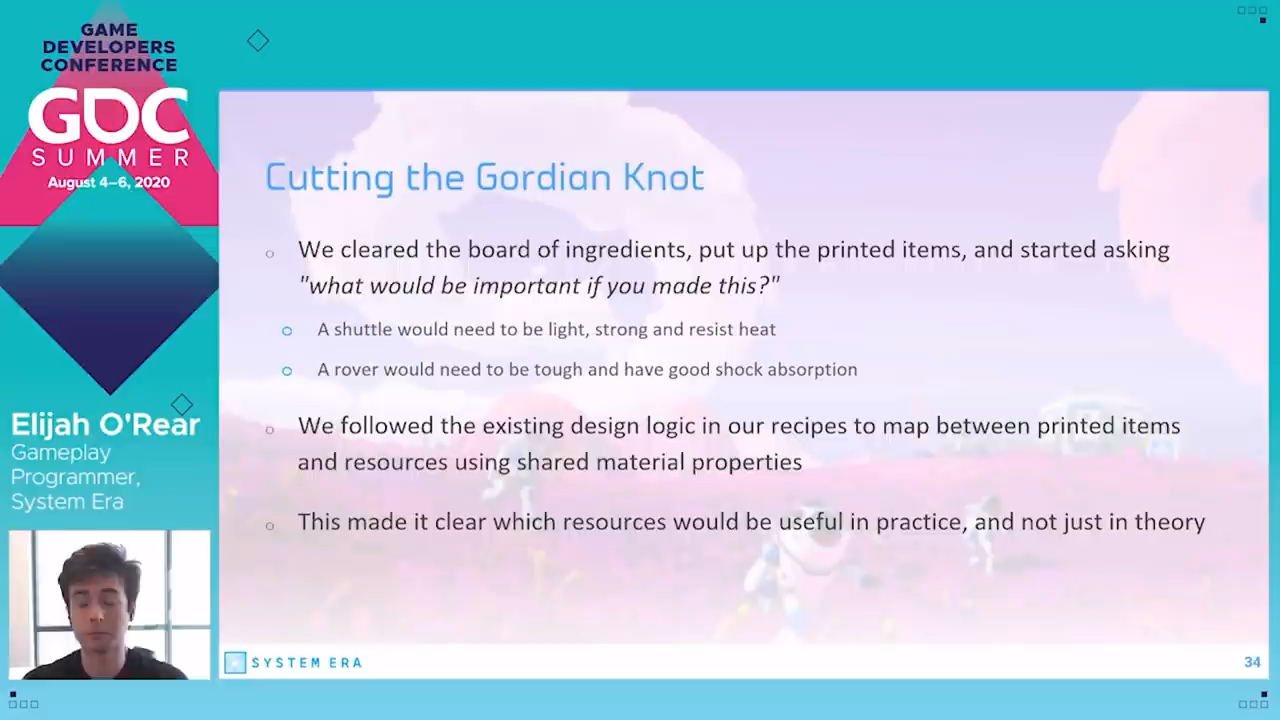 GAME
DEVELOPERS
CONFERENCE
GDC
SUMMER
August 4–6, 2020
Elijah O'Rear
Gameplay
Programmer,
System Era
Cutting the Gordian Knot
We cleared the board of ingredients, put up the printed items, and started asking
"what would be important if you made this?"
A shuttle would need to be light, strong and resist heat
A rover would need to be tough and have good shock absorption
We followed the existing design logic in our recipes to map between printed items
and resources using shared material properties
This made it clear which resources would be useful in practice, and not just in theory
SYSTEM ERA
34